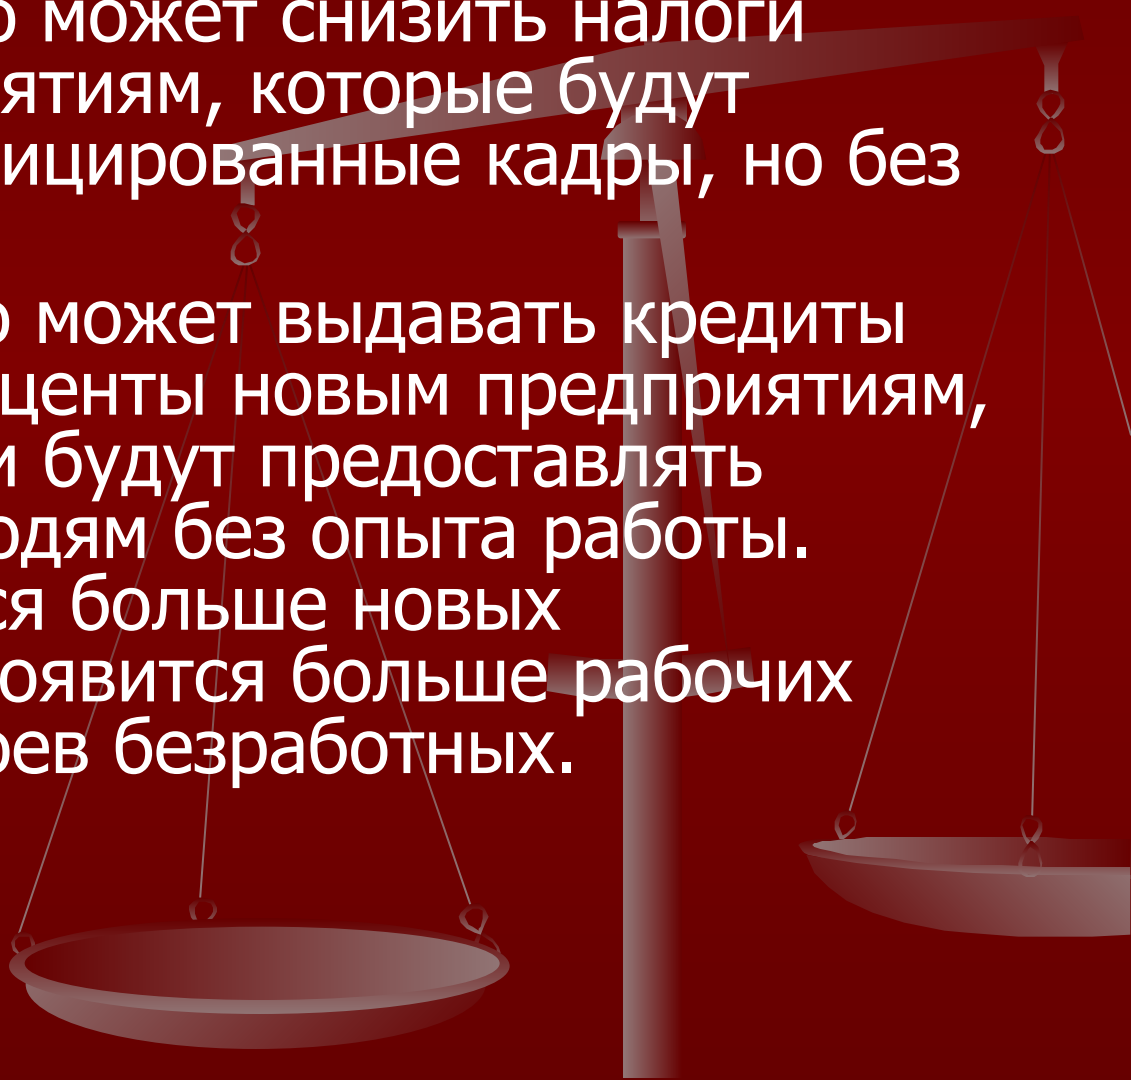 о может снизить налоги
ятиям, которые будут
ицированные кадры, но без
о может выдавать кредиты
центы новым предприятиям,
и будут предоставлять
одям без опыта работы.
ся больше новых
оявится больше рабочих
оев безработных.